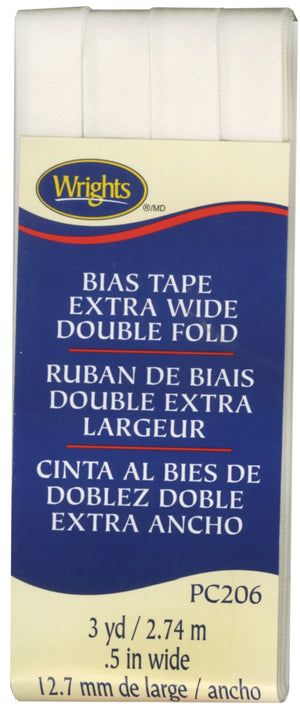 Wrights
®/MD
BIAS TAPE
EXTRA WIDE
DOUBLE FOLD
RUBAN DE BIAIS
DOUBLE EXTRA
LARGEUR
CINTA AL BIES DE
DOBLEZ DOBLE
EXTRA ANCHO
PC206
3 yd / 2.74 m
.5 in wide
12.7 mm de large / ancho